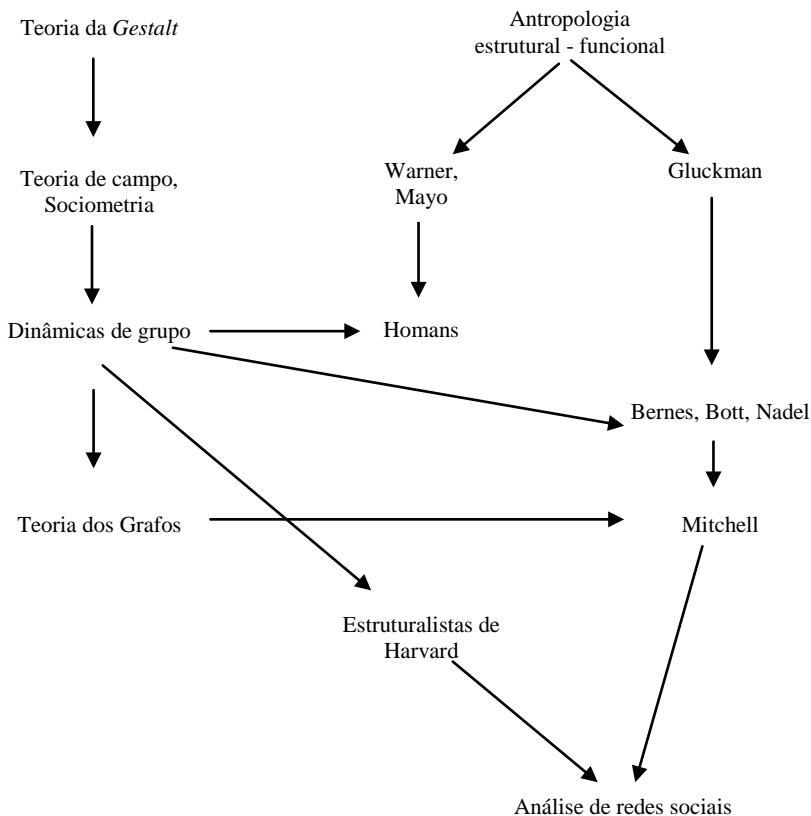 Teoria da Gestalt
Antropologia
estrutural - funcional
Teoria de campo,
Sociometria
Warner,
Mayo
Gluckman
Dinâmicas de grupo
Homans
Bernes, Bott, Nadel
Teoria dos Grafos
Mitchell
Estruturalistas de
Harvard
Análise de redes sociais